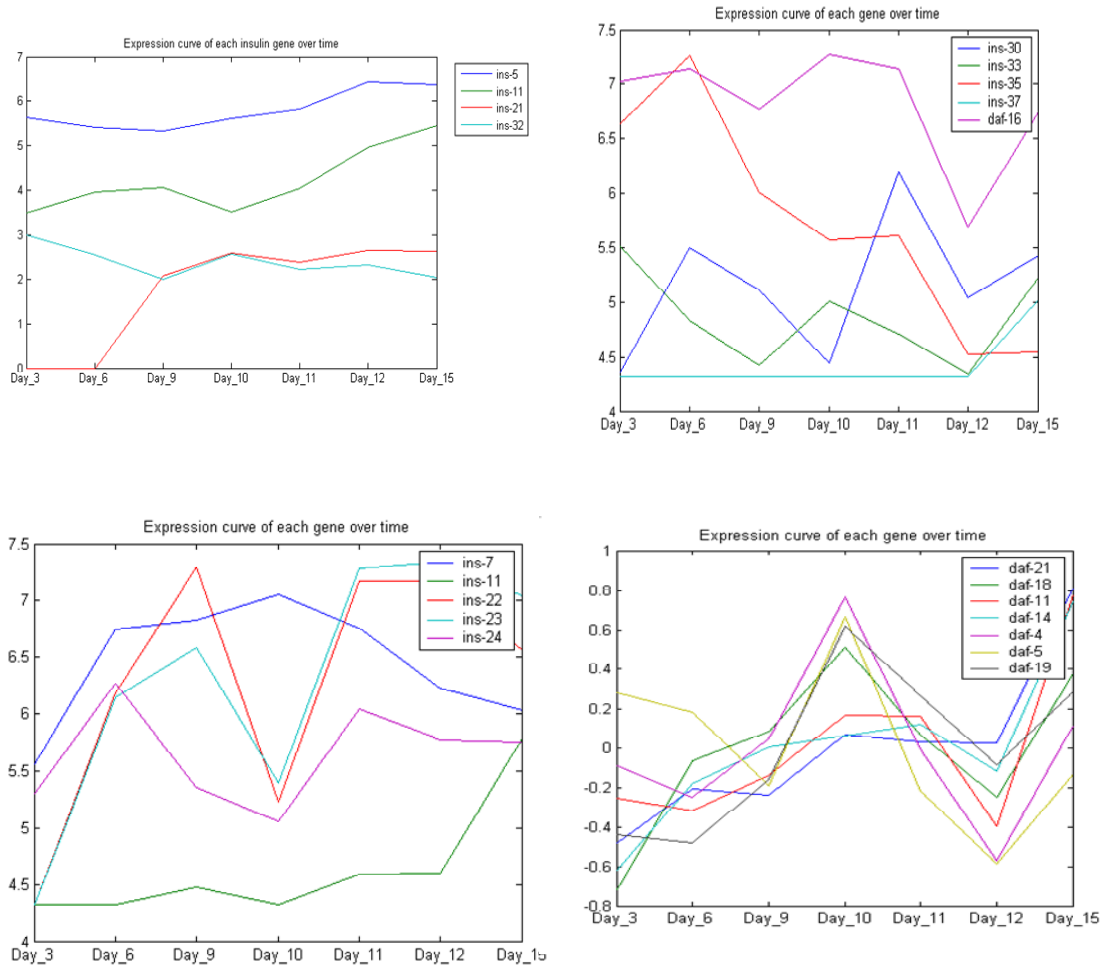 Expression curve of each insulin gene over time
7
6
5
4
3
2
1
0
Day_3 Day_6 Day_9 Day_10 Day_11 Day_12 Day_15
ins-5
ins-11
ins-21
ins-32
Expression curve of each gene over time
7.5
7
6.5
6
5.5
5
4.5
4
Day_3 Day_6 Day_9 Day_10 Day_11 Day_12 Day_15
ins-30
ins-33
ins-35
ins-37
daf-16
Expression curve of each gene over time
7.5
7
6.5
6
5.5
5
4.5
4
Day_3 Day_6 Day_9 Day_10 Day_11 Day_12 Day_15
ins-7
ins-11
ins-22
ins-23
ins-24
Expression curve of each gene over time
1
0.8
0.6
0.4
0.2
0
-0.2
-0.4
-0.6
-0.8
Day_3 Day_6 Day_9 Day_10 Day_11 Day_12 Day_15
daf-21
daf-18
daf-11
daf-14
daf-4
daf-5
daf-19